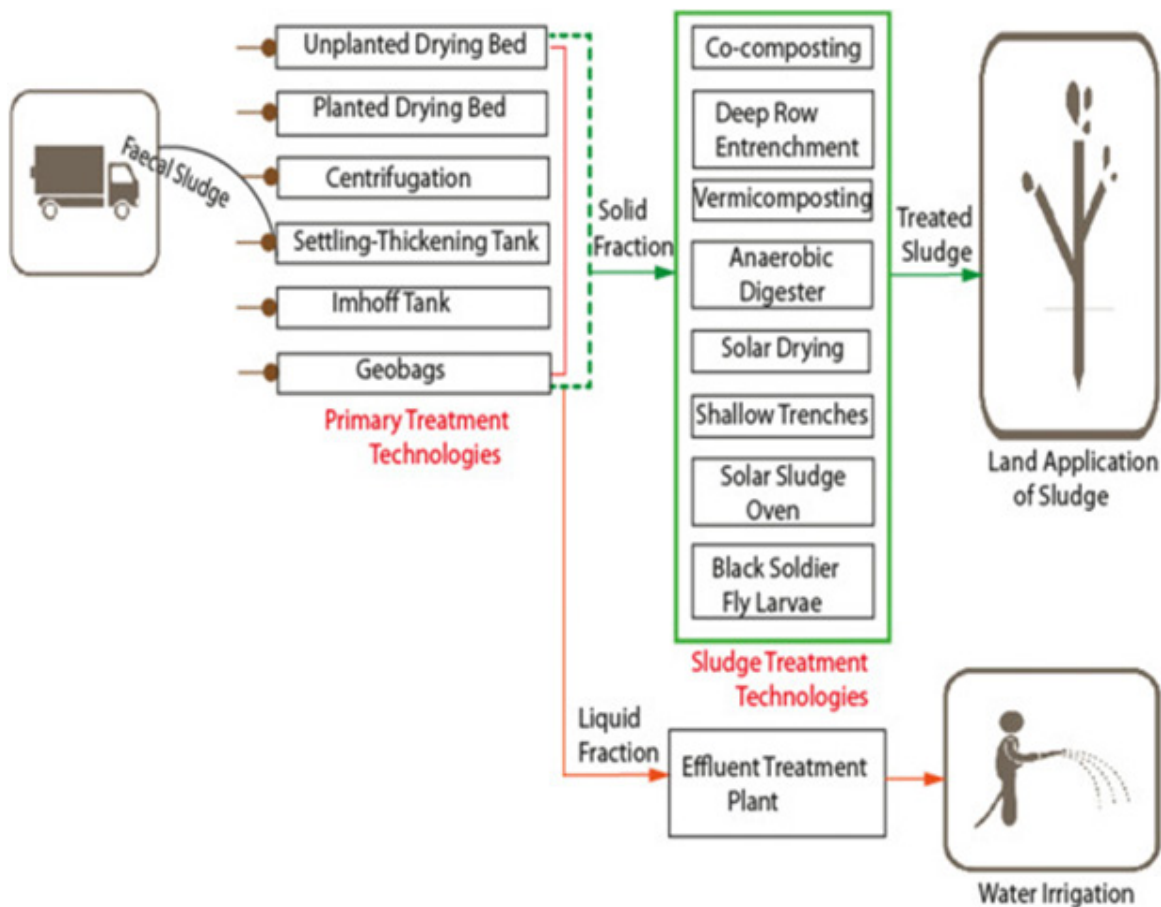 Faecal Sludge
Unplanted Drying Bed
Planted Drying Bed
Centrifugation
Settling-Thickening Tank
Imhoff Tank
Geobags
Primary Treatment
Technologies
Solid
Fraction
Co-composting
Deep Row
Entrenchment
Vermicomposting
Anaerobic
Digester
Solar Drying
Shallow Trenches
Solar Sludge
Oven
Black Soldier
Fly Larvae
Sludge Treatment
Technologies
Treated
Sludge
Land Application
of Sludge
Liquid
Fraction
Effluent Treatment
Plant
Water Irrigation